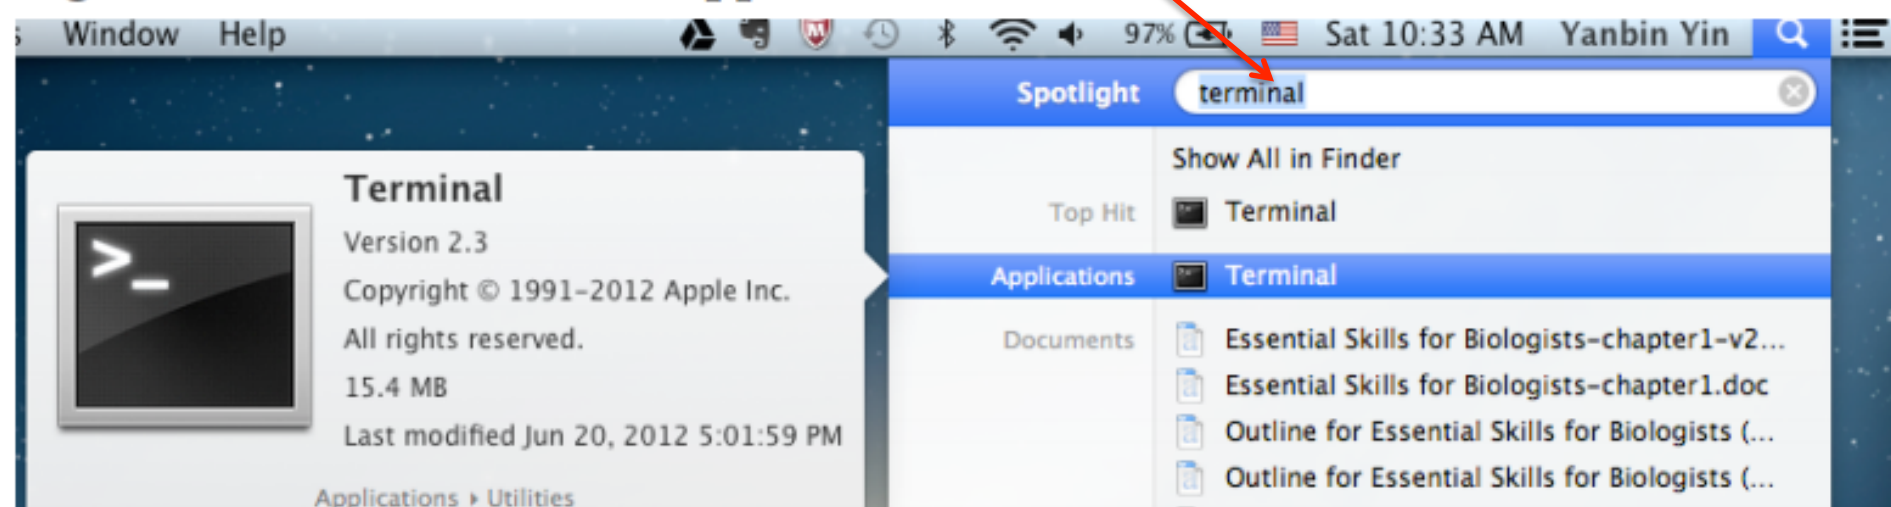 Window Help 97% Sat 10:33 AM Yanbin Yin
Spotlight terminal
Show All in Finder
Top Hit Terminal
Applications Terminal
Documents Essential Skills for Biologists-chapter1-v2...
Essential Skills for Biologists-chapter1.doc
Outline for Essential Skills for Biologists (...
Outline for Essential Skills for Biologists (...
Terminal
Version 2.3
Copyright © 1991-2012 Apple Inc.
All rights reserved.
15.4 MB
Last modified Jun 20, 2012 5:01:59 PM
Applications ▸ Utilities